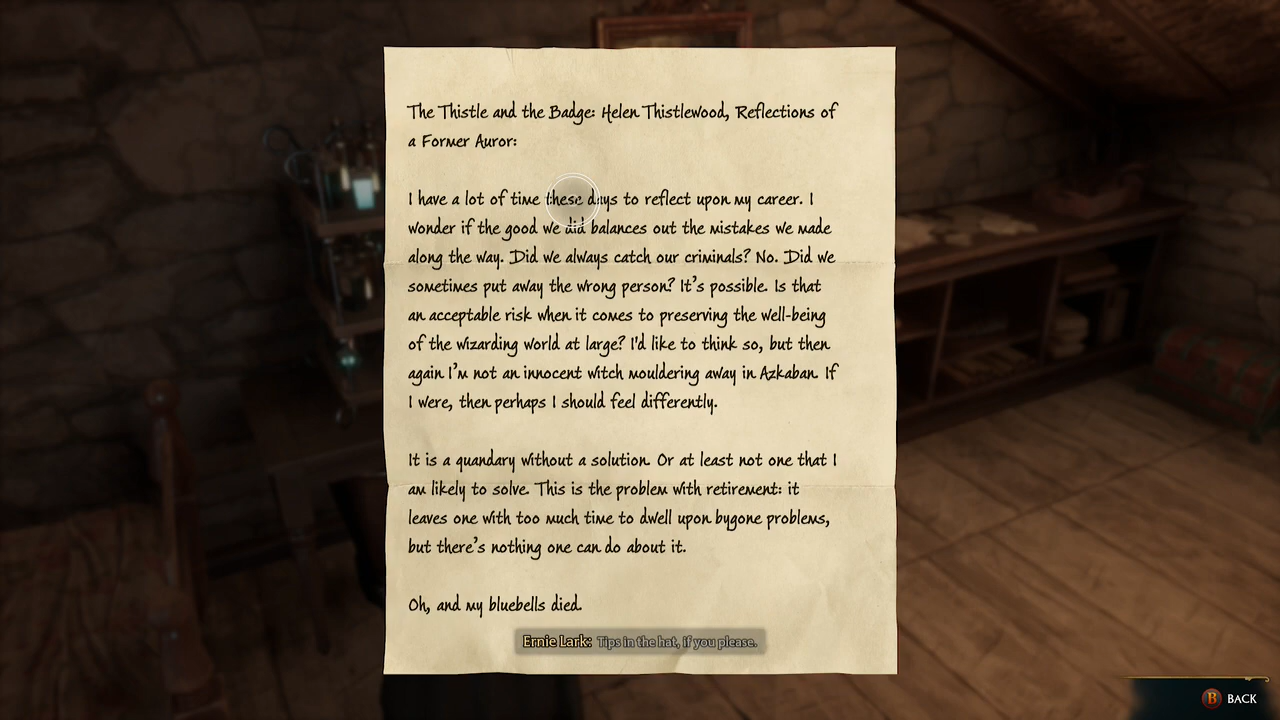 The Thistle and the Badge: Helen Thistlewood, Reflections of
a Former Auror:
I have a lot of time these days to reflect upon my career. I
wonder if the good we did balances out the mistakes we made
along the way. Did we always catch our criminals? No. Did we
sometimes put away the wrong person? It's possible. Is that
an acceptable risk when it comes to preserving the well-being
of the wizarding world at large? I'd like to think so, but then
again I'm not an innocent witch mouldering away in Azkaban. If
I were, then perhaps I should feel differently.
It is a quandary without a solution. Or at least not one that I
am likely to solve. This is the problem with retirement: it
leaves one with too much time to dwell upon bygone problems,
but there's nothing one can do about it.
Oh, and my bluebells died.
Ernie Lark: Tips in the hat, if you please.
B BACK